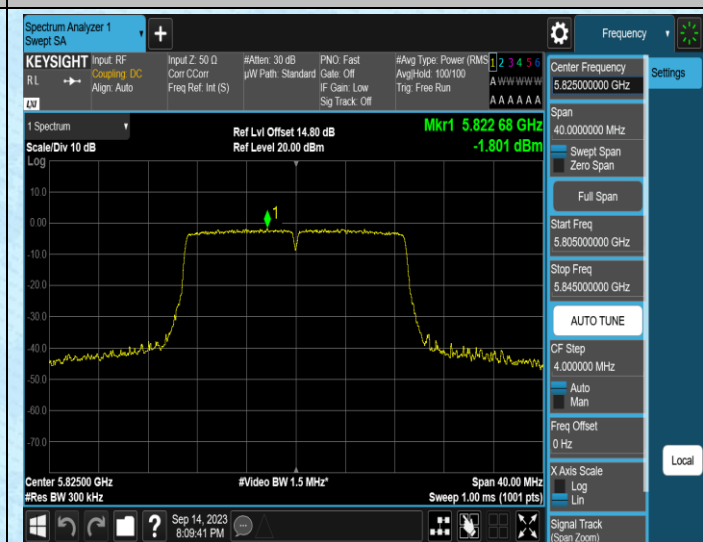 Spectrum Analyzer 1
Swept SA
Frequency
KEYSIGHT
RL
LXI
Input: RF
Coupling: DC
Align: Auto
Input Z: 50 Ω
Corr CCorr
Freq Ref: Int (S)
#Atten: 30 dB
µW Path: Standard
PNO: Fast
Gate: Off
IF Gain: Low
Sig Track: Off
#Avg Type: Power (RMS
Avg|Hold: 100/100
Trig: Free Run
1 2 3 4 5 6
A W W W W W
A A A A A A
1 Spectrum
Scale/Div 10 dB
Log
Ref Lvl Offset 14.80 dB
Ref Level 20.00 dBm
Mkr1 5.822 68 GHz
-1.801 dBm
10.0
0.00
-10.0
-20.0
-30.0
-40.0
-50.0
-60.0
-70.0
1
Center 5.82500 GHz
#Res BW 300 kHz
#Video BW 1.5 MHz*
Span 40.00 MHz
Sweep 1.00 ms (1001 pts)
Sep 14, 2023
8:09:41 PM
?
Center Frequency
5.825000000 GHz
Span
40.0000000 MHz
Swept Span
Zero Span
Full Span
Start Freq
5.805000000 GHz
Stop Freq
5.845000000 GHz
AUTO TUNE
CF Step
4.000000 MHz
Auto
Man
Freq Offset
0 Hz
X Axis Scale
Log
Lin
Signal Track
(Span Zoom)
Settings
Local